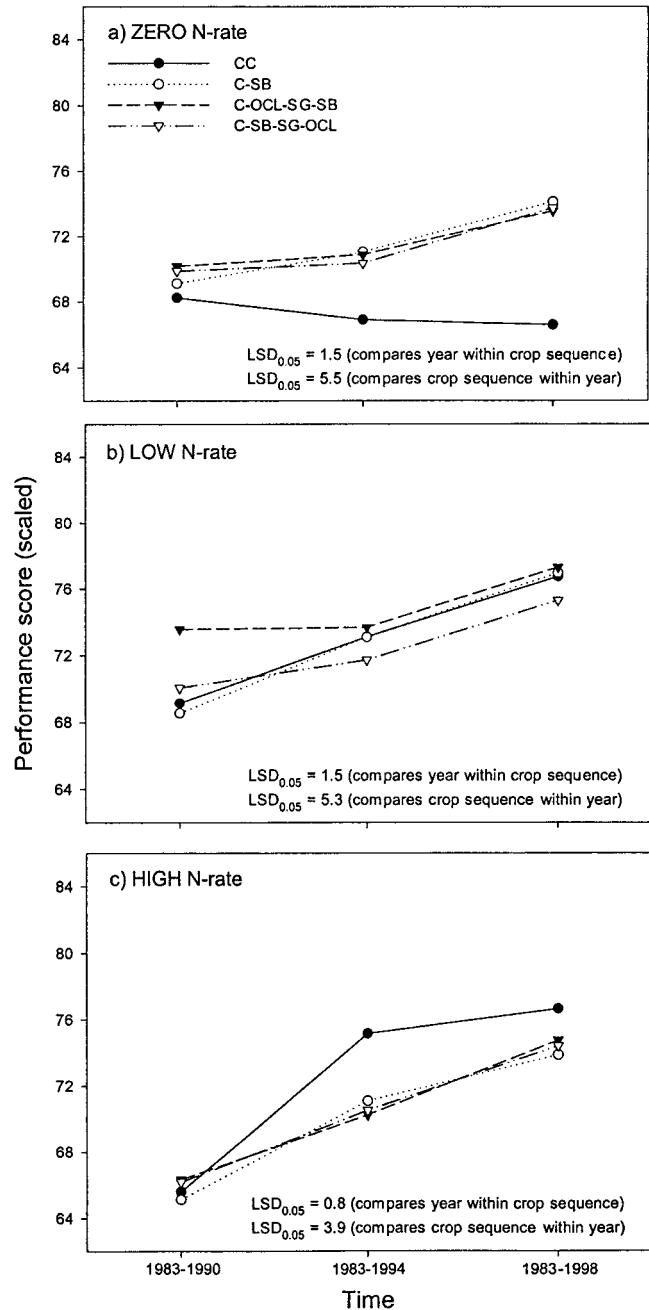 Performance score (scaled)
a) ZERO N-rate
CC
C-SB
C-OCL-SG-SB
C-SB-SG-OCL
84
80
76
72
68
64
LSD0.05 = 1.5 (compares year within crop sequence)
LSD0.05 = 5.5 (compares crop sequence within year)
b) LOW N-rate
84
80
76
72
68
64
LSD0.05 = 1.5 (compares year within crop sequence)
LSD0.05 = 5.3 (compares crop sequence within year)
c) HIGH N-rate
84
80
76
72
68
64
LSD0.05 = 0.8 (compares year within crop sequence)
LSD0.05 = 3.9 (compares crop sequence within year)
1983-1990 1983-1994 1983-1998
Time